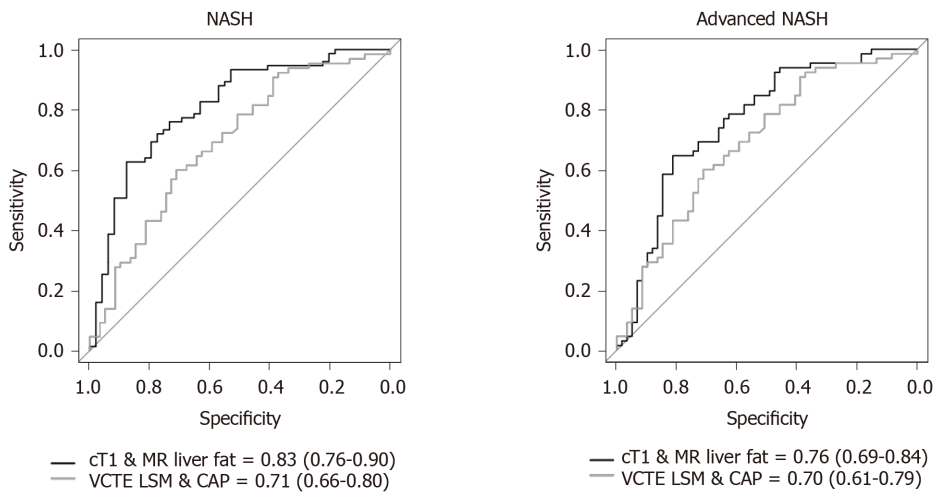 NASH
1.0
0.8
0.6
0.4
0.2
0.0
Sensitivity
1.0 0.8 0.6 0.4 0.2 0.0
Specificity
cT1 & MR liver fat = 0.83 (0.76-0.90)
VCTE LSM & CAP = 0.71 (0.66-0.80)
Advanced NASH
1.0
0.8
0.6
0.4
0.2
0.0
Sensitivity
1.0 0.8 0.6 0.4 0.2 0.0
Specificity
cT1 & MR liver fat = 0.76 (0.69-0.84)
VCTE LSM & CAP = 0.70 (0.61-0.79)